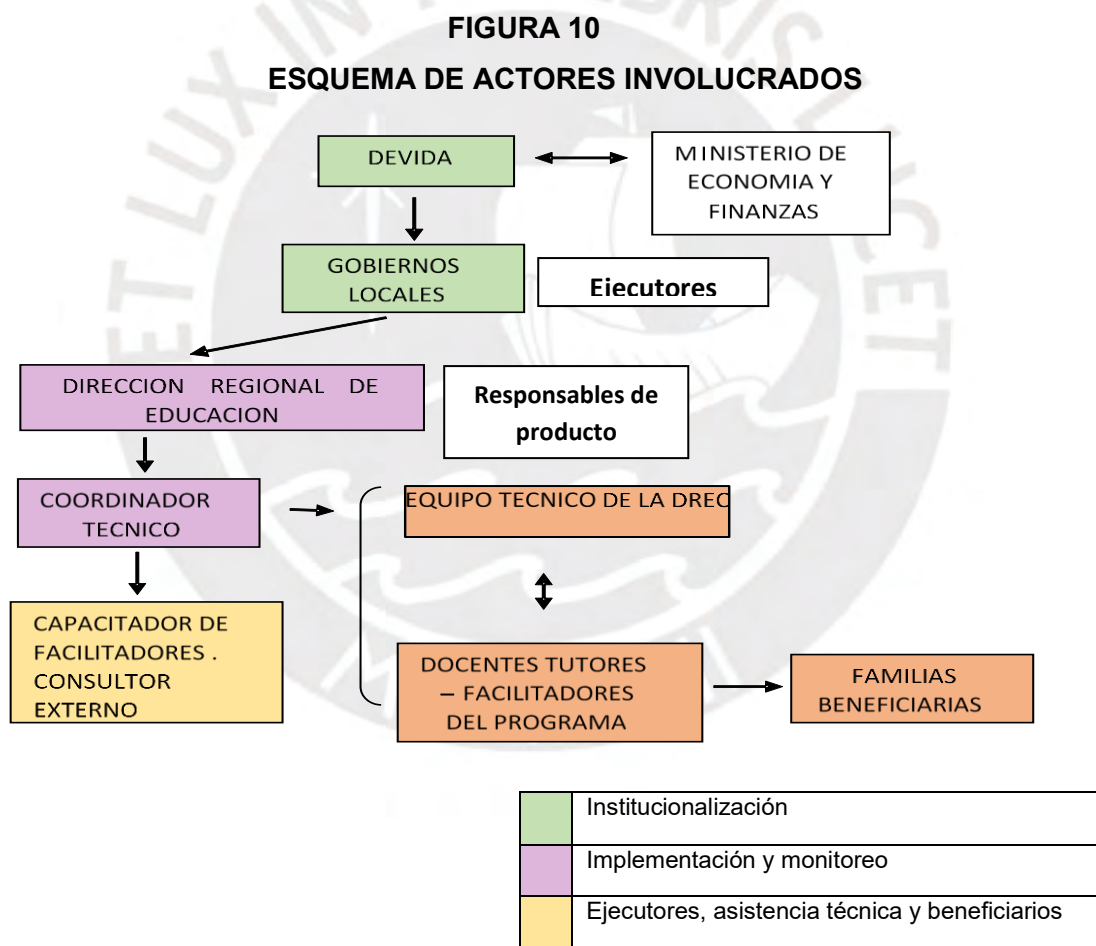 FIGURA 10
ESQUEMA DE ACTORES INVOLUCRADOS
DEVIDA
MINISTERIO DE
ECONOMIA Y
FINANZAS
GOBIERNOS
LOCALES
Ejecutores
DIRECCION REGIONAL DE
EDUCACION
Responsables de
producto
COORDINADOR
TECNICO
EQUIPO TECNICO DE LA DREC
CAPACITADOR DE
FACILITADORES .
CONSULTOR
EXTERNO
DOCENTES TUTORES
– FACILITADORES
DEL PROGRAMA
FAMILIAS
BENEFICIARIAS
Institucionalización
Implementación y monitoreo
Ejecutores, asistencia técnica y beneficiarios